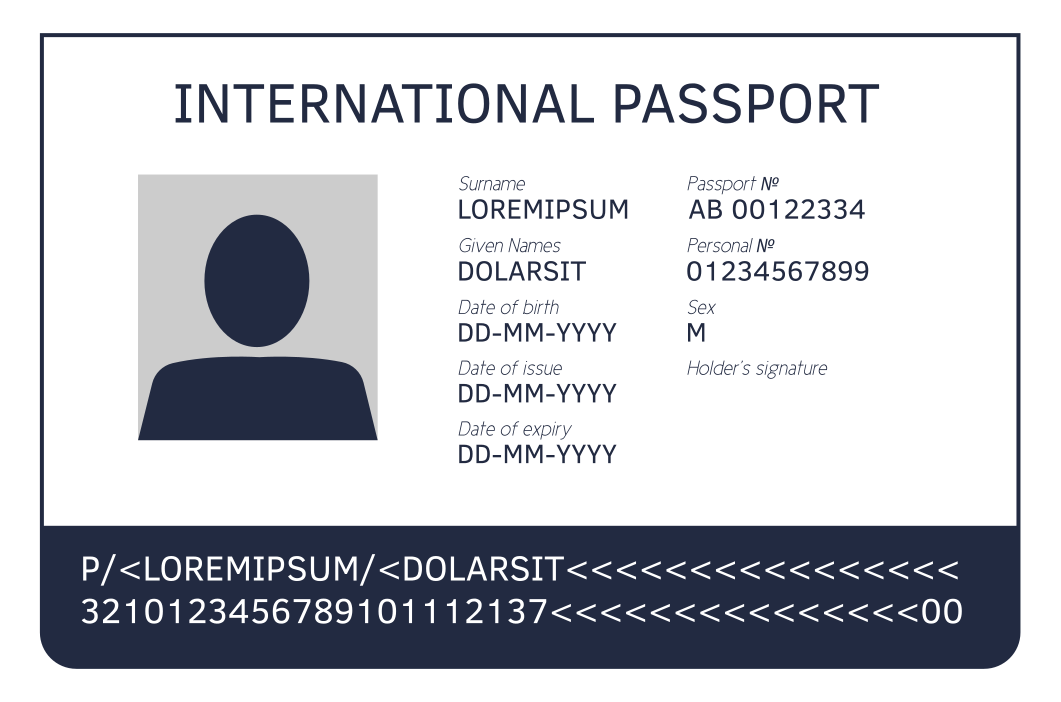 INTERNATIONAL PASSPORT
Surname
LOREMIPSUM
Given Names
DOLARSIT
Date of birth
DD-MM-YYYY
Date of issue
DD-MM-YYYY
Date of expiry
DD-MM-YYYY
Passport №
AB 00122334
Personal №
01234567899
Sex
M
Holder's signature
P/<LOREMIPSUM/<DOLARSIT<<<<<<<<<<<<<<<<
3210123456789101112137<<<<<<<<<<<<<<<00